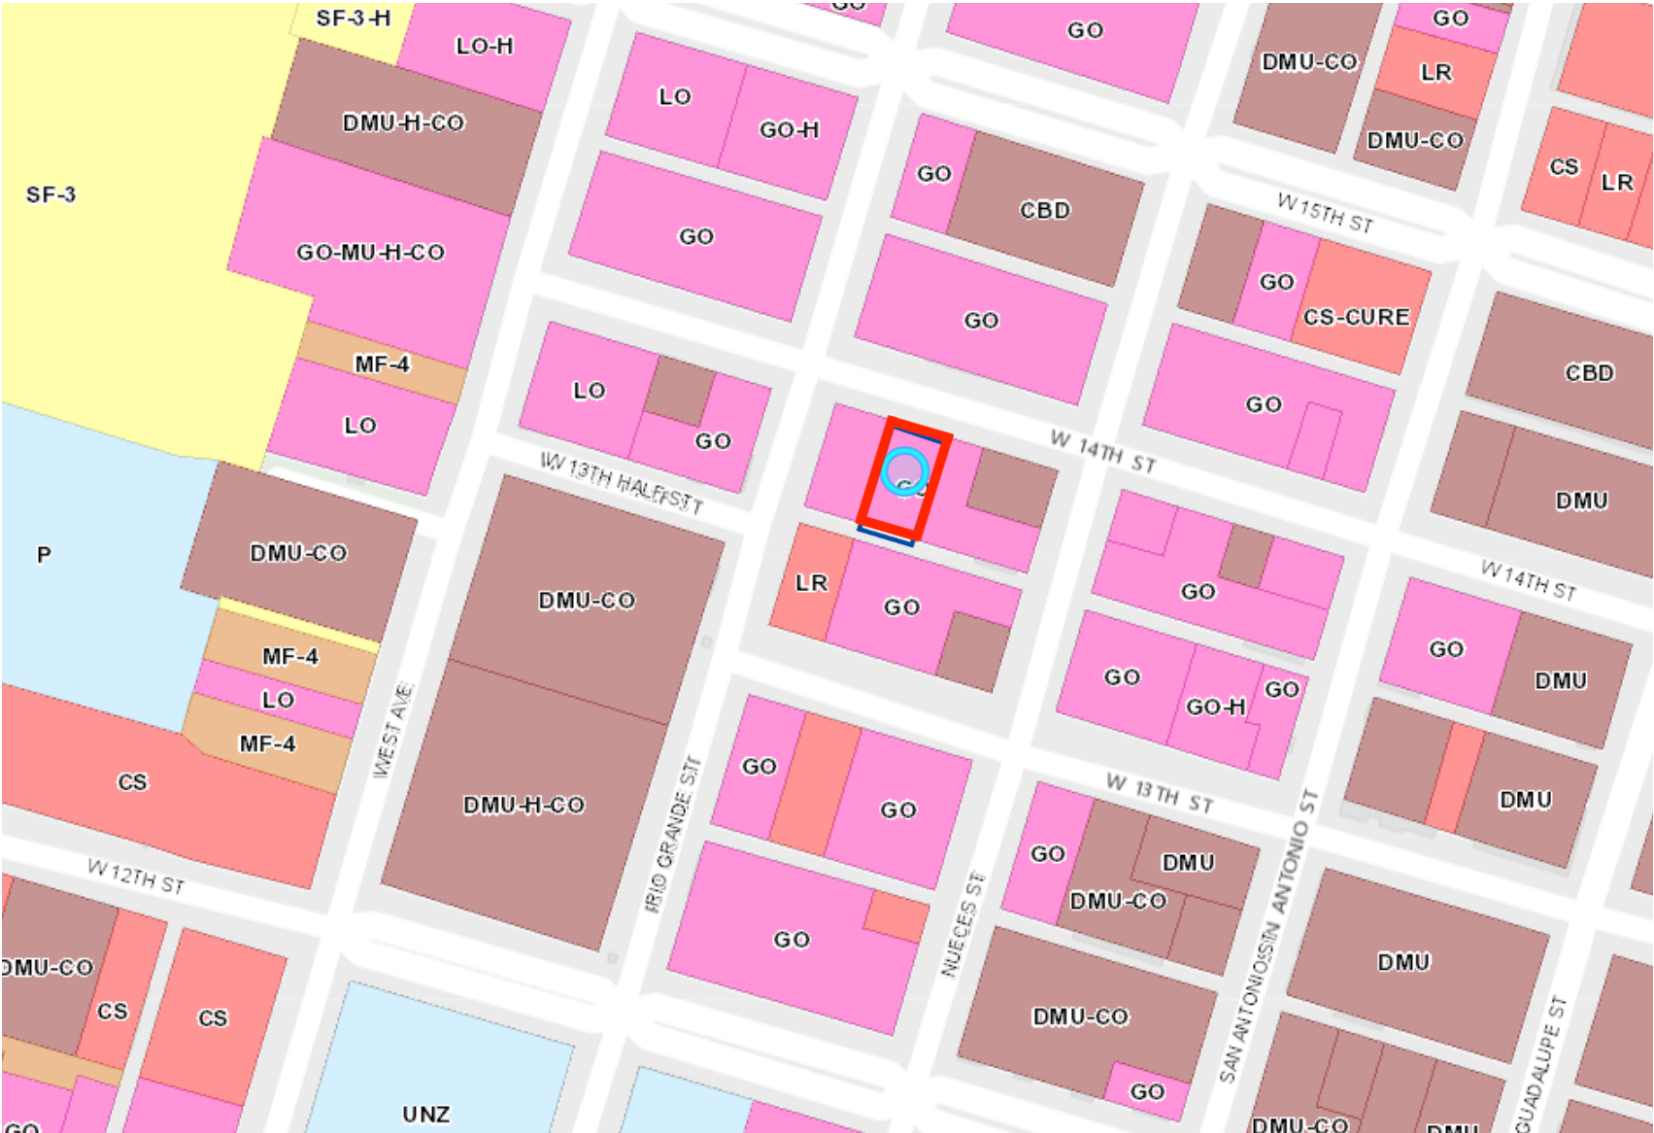 SF-3-H
GO
GO
GO
LO-H
DMU-CO
LR
LO
DMU-H-CO
GO-H
DMU-CO
CS
LR
GO
SF-3
CBD
W 15TH ST
GO
GO-MU-H-CO
GO
CS-CURE
GO
MF-4
CBD
LO
GO
LO
GO
W 14TH ST
W 13TH HALF ST
DMU
P
DMU-CO
LR
W 14TH ST
DMU-CO
GO
GO
MF-4
GO
GO
GO
DMU
LO
GO-H
WEST AVE
MF-4
GO
CS
DMU-H-CO
GO
W 13TH ST
DMU
RIO GRANDE ST
GO
DMU
W 12TH ST
DMU-CO
NUECES ST
GO
SAN ANTONIO ST
DMU
DMU-CO
CS
CS
DMU-CO
GUADALUPE ST
GO
UNZ
GO
DMU-CO
DMU